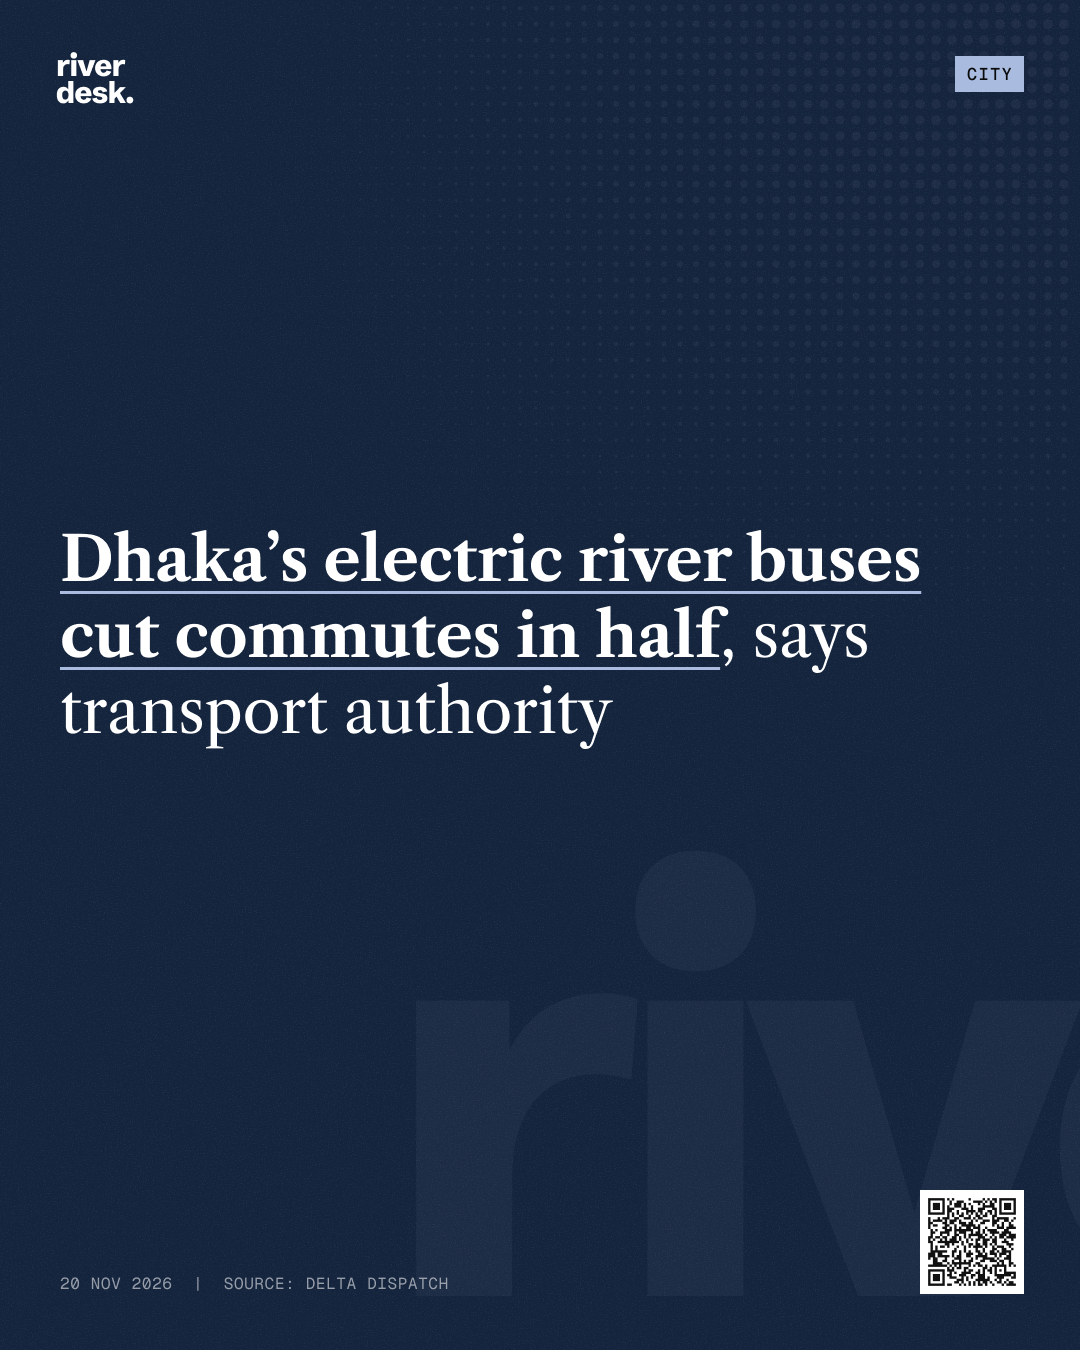 river
desk.
CITY
Dhaka’s electric river buses
cut commutes in half, says
transport authority
rive
20 NOV 2026 | SOURCE: DELTA DISPATCH